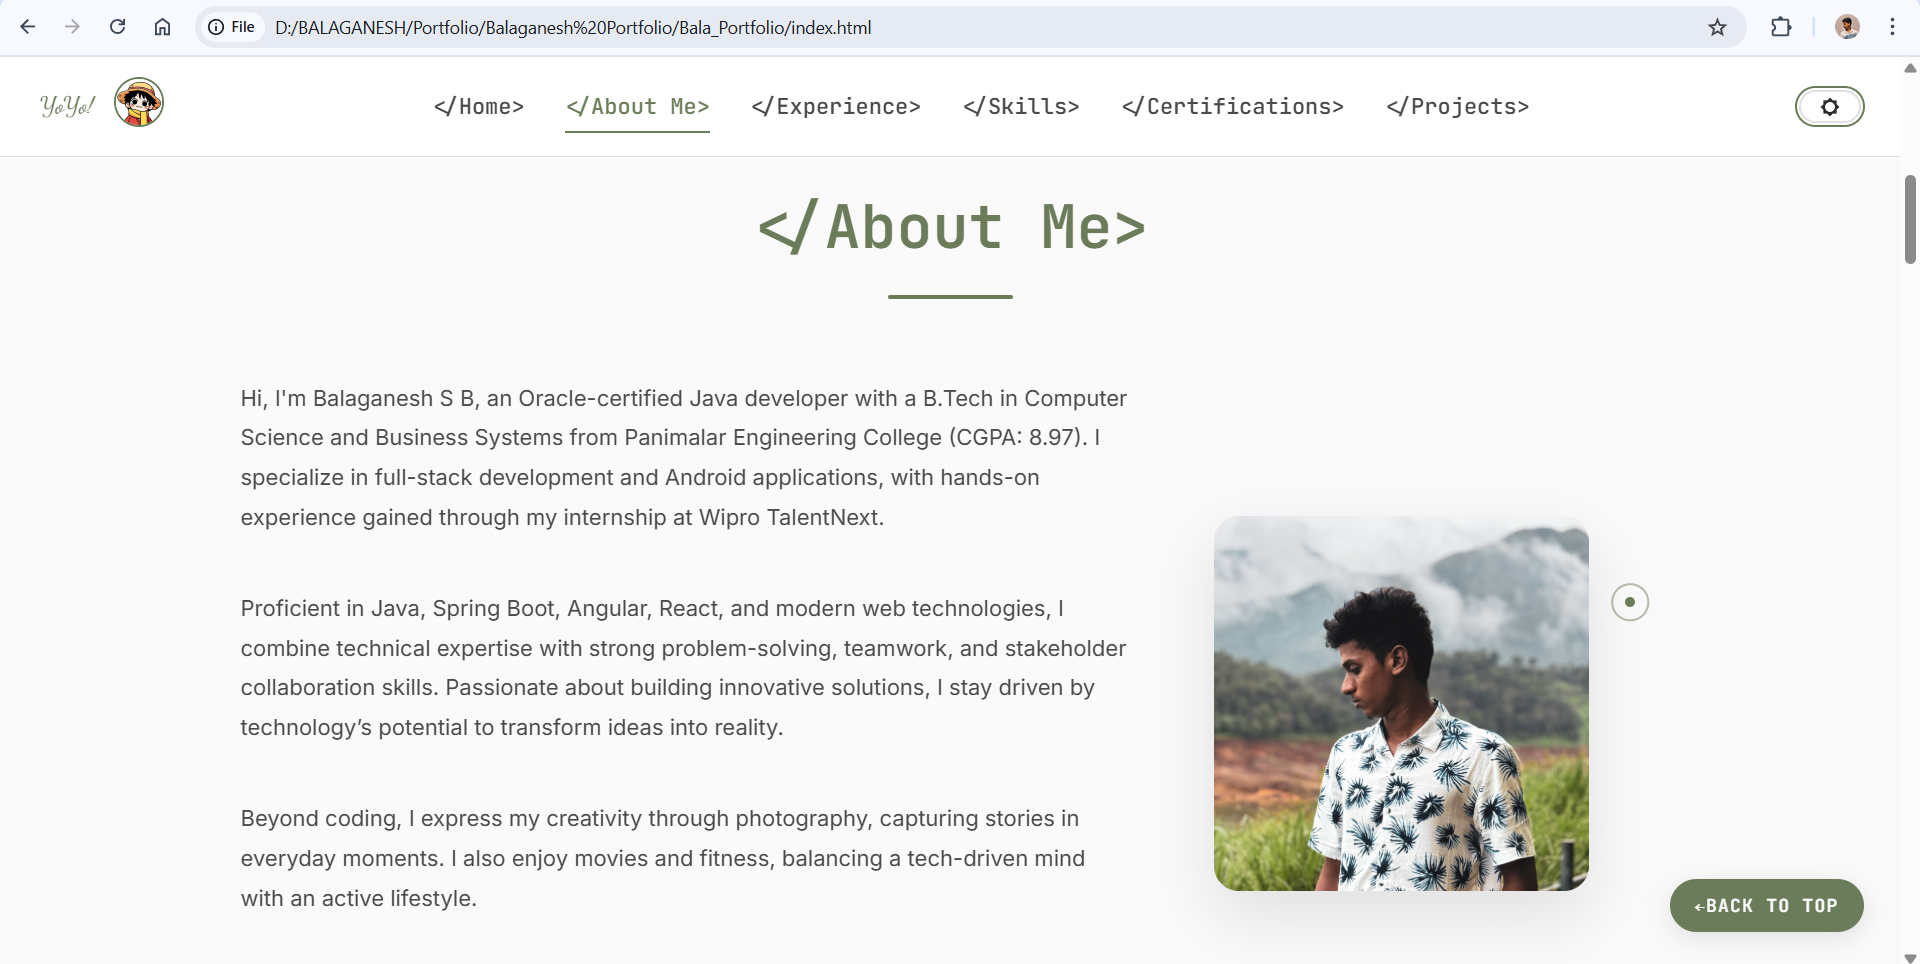 File
D:/BALAGANESH/Portfolio/Balaganesh%20Portfolio/Bala_Portfolio/index.html
YoYo!
</Home>
</About Me>
</Experience>
</Skills>
</Certifications>
</Projects>
</About Me>
Hi, I'm Balaganesh S B, an Oracle-certified Java developer with a B.Tech in Computer
Science and Business Systems from Panimalar Engineering College (CGPA: 8.97). I
specialize in full-stack development and Android applications, with hands-on
experience gained through my internship at Wipro TalentNext.
Proficient in Java, Spring Boot, Angular, React, and modern web technologies, I
combine technical expertise with strong problem-solving, teamwork, and stakeholder
collaboration skills. Passionate about building innovative solutions, I stay driven by
technology’s potential to transform ideas into reality.
Beyond coding, I express my creativity through photography, capturing stories in
everyday moments. I also enjoy movies and fitness, balancing a tech-driven mind
with an active lifestyle.
←BACK TO TOP